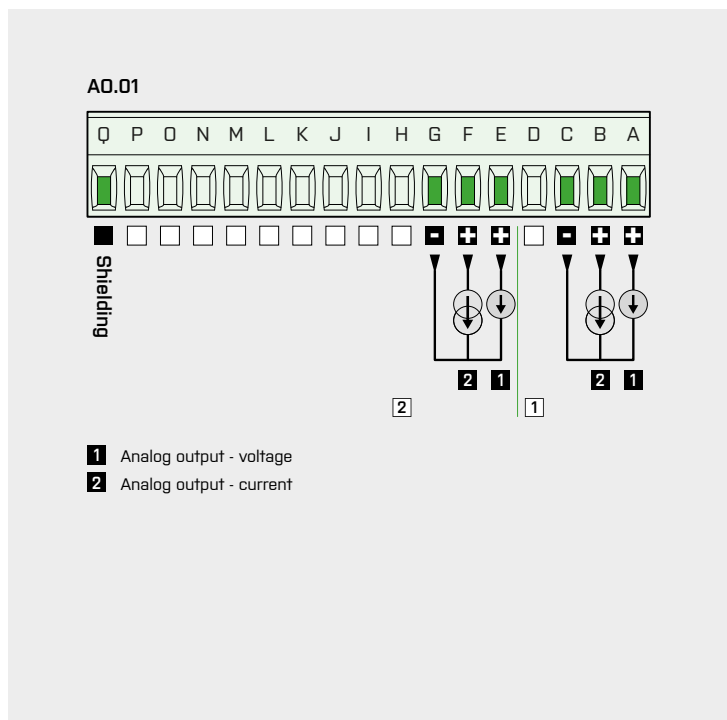 AO.01
Q P O N M L K J I H G F E D C B A
- + + - + +
Shielding
2 1 2 1
2 1
1 Analog output - voltage
2 Analog output - current